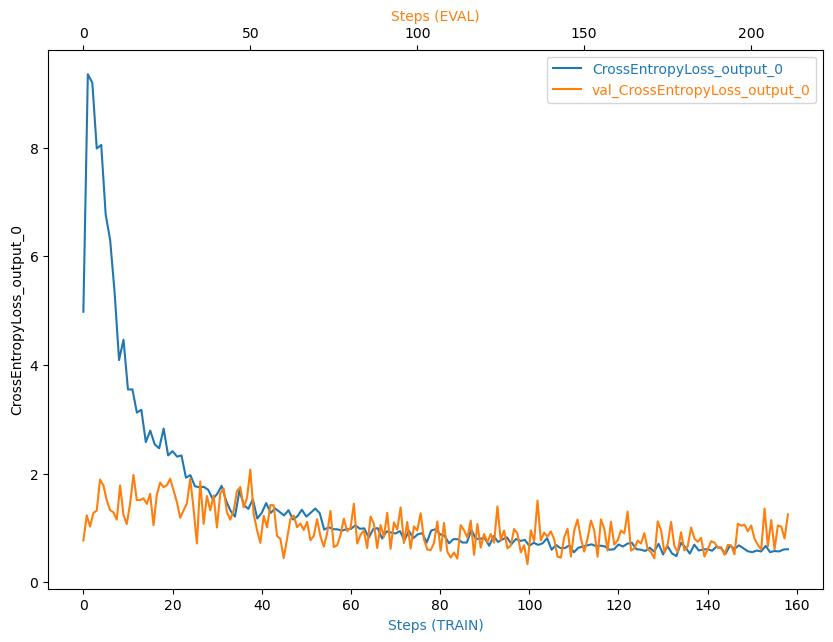 Steps (EVAL)
0 50 100 150 200
CrossEntropyLoss_output_0
val_CrossEntropyLoss_output_0
CrossEntropyLoss_output_0
8
6
4
2
0
0 20 40 60 80 100 120 140 160
Steps (TRAIN)